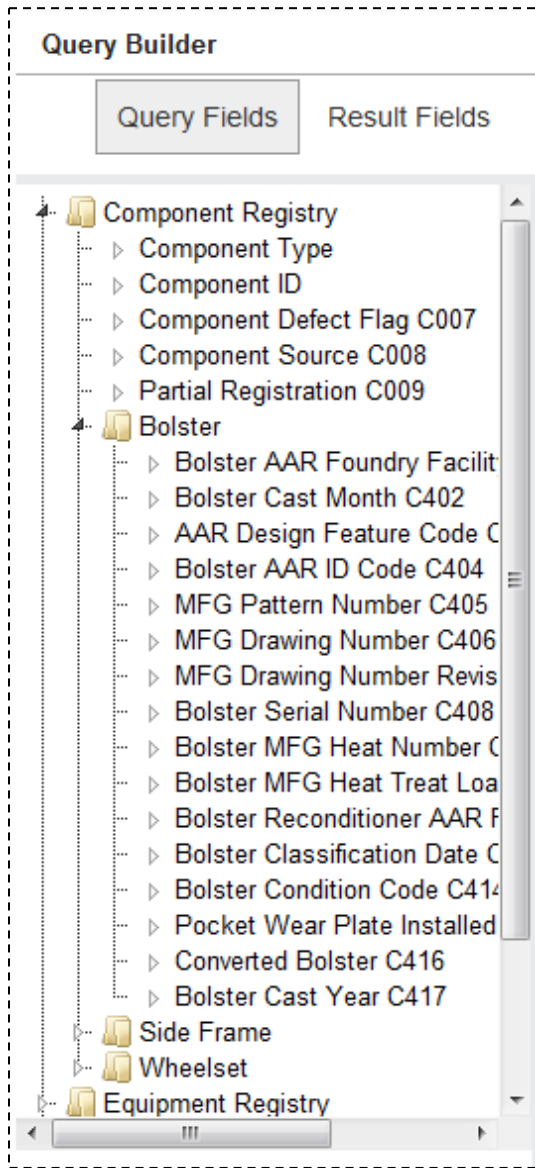 Query Builder
Query Fields Result Fields
Component Registry
Component Type
Component ID
Component Defect Flag C007
Component Source C008
Partial Registration C009
Bolster
Bolster AAR Foundry Facilit
Bolster Cast Month C402
AAR Design Feature Code C
Bolster AAR ID Code C404
MFG Pattern Number C405
MFG Drawing Number C406
MFG Drawing Number Revis
Bolster Serial Number C408
Bolster MFG Heat Number C
Bolster MFG Heat Treat Loa
Bolster Reconditioner AAR F
Bolster Classification Date C
Bolster Condition Code C414
Pocket Wear Plate Installed
Converted Bolster C416
Bolster Cast Year C417
Side Frame
Wheelset
Equipment Registry